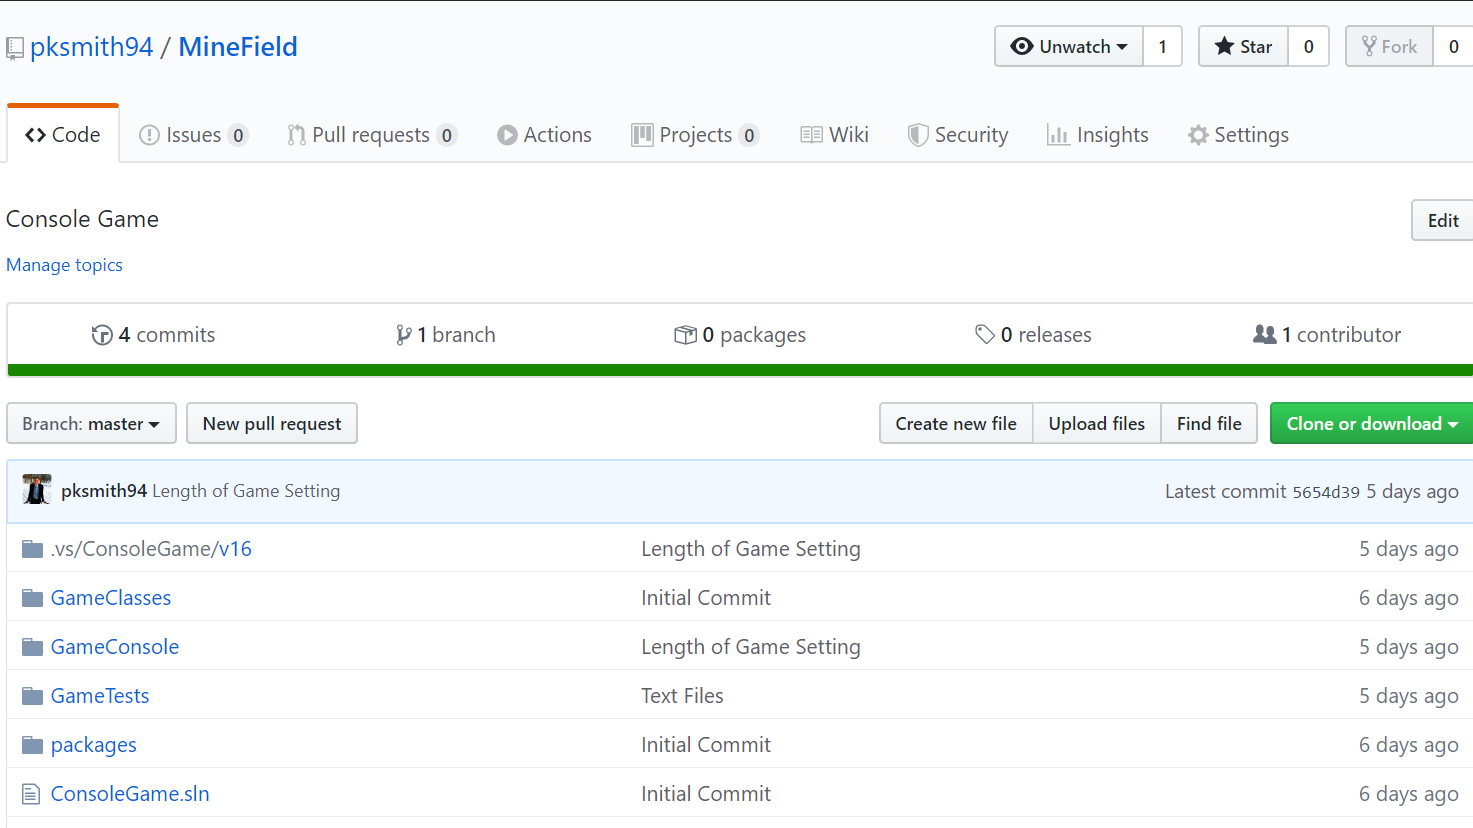 pksmith94 / MineField Unwatch 1 Star 0 Fork 0
Code Issues 0 Pull requests 0 Actions Projects 0 Wiki Security Insights Settings
Console Game Edit
Manage topics
4 commits 1 branch 0 packages 0 releases 1 contributor
Branch: master New pull request Create new file Upload files Find file Clone or download
pksmith94 Length of Game Setting Latest commit 5654d39 5 days ago
.vs/ConsoleGame/v16 Length of Game Setting 5 days ago
GameClasses Initial Commit 6 days ago
GameConsole Length of Game Setting 5 days ago
GameTests Text Files 5 days ago
packages Initial Commit 6 days ago
ConsoleGame.sln Initial Commit 6 days ago